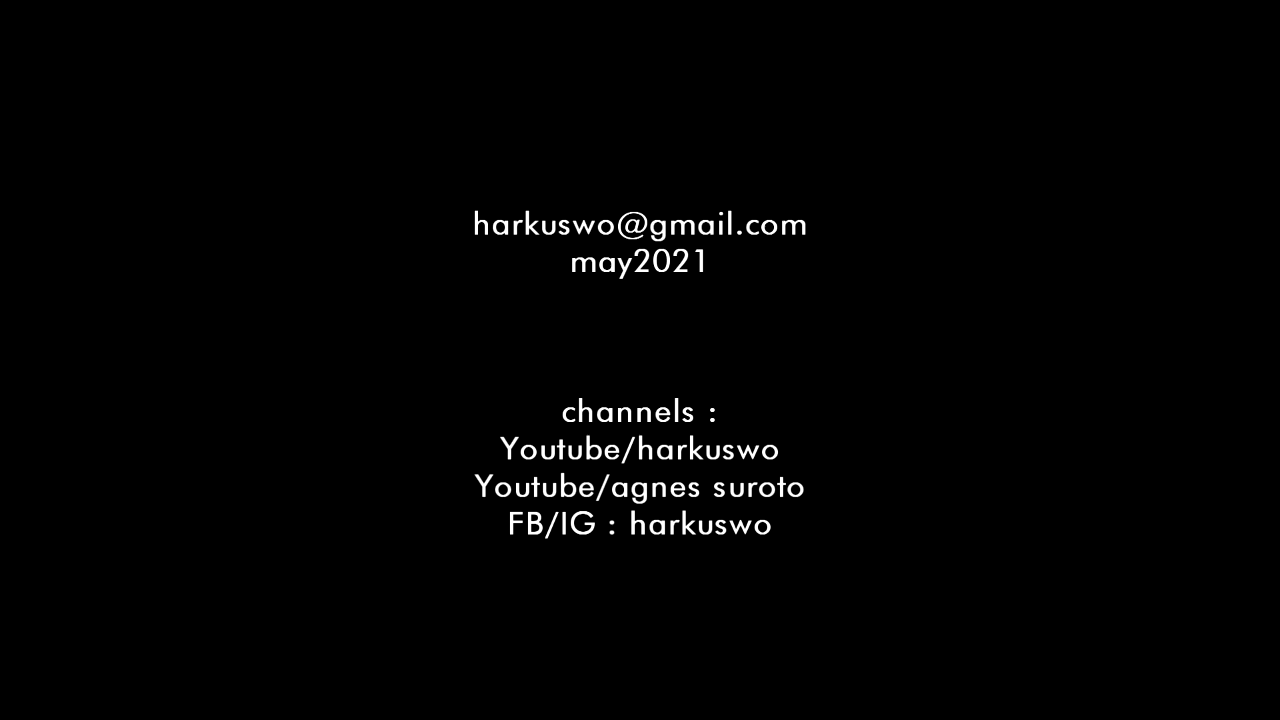 harkuswo@gmail.com
may2021
channels :
Youtube/harkuswo
Youtube/agnes suroto
FB/IG : harkuswo